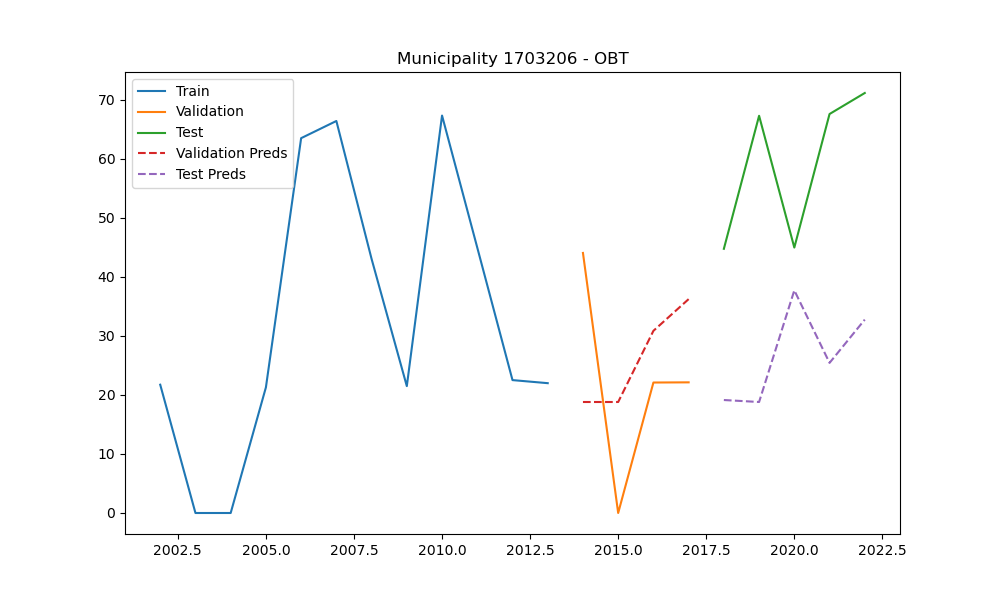 Municipality 1703206 - OBT
Train
Validation
Test
Validation Preds
Test Preds
70
60
50
40
30
20
10
0
2002.5 2005.0 2007.5 2010.0 2012.5 2015.0 2017.5 2020.0 2022.5